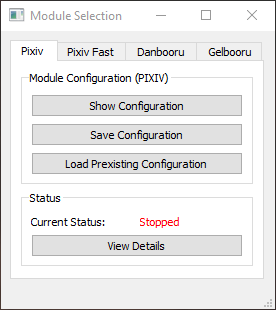 Module Selection
Pixiv Pixiv Fast Danbooru Gelbooru
Module Configuration (PIXIV)
Show Configuration
Save Configuration
Load Prexisting Configuration
Status
Current Status: Stopped
View Details